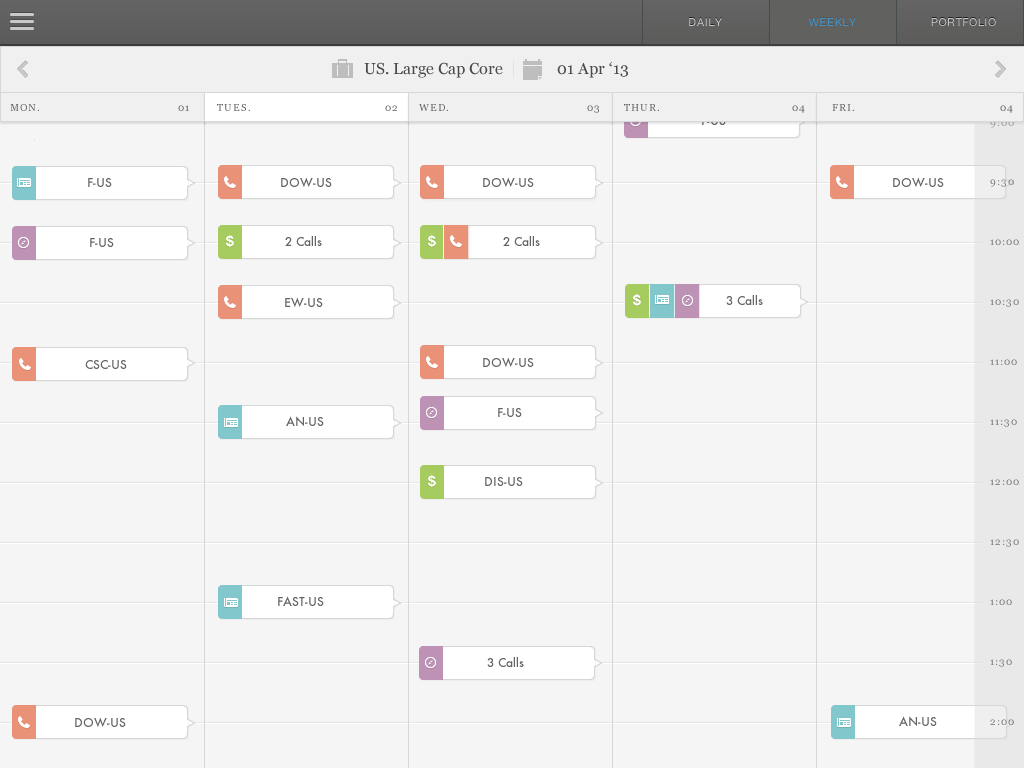 DAILY WEEKLY PORTFOLIO
US. Large Cap Core 01 Apr ‘13
MON. 01 TUES. 02 WED. 03 THUR. 04 FRI. 04
9:00
F-US DOW-US DOW-US DOW-US 9:30
F-US $ 2 Calls $ 2 Calls 10:00
EW-US $ 3 Calls 10:30
CSC-US DOW-US 11:00
F-US
AN-US 11:30
$ DIS-US 12:00
12:30
FAST-US 1:00
3 Calls 1:30
DOW-US AN-US 2:00